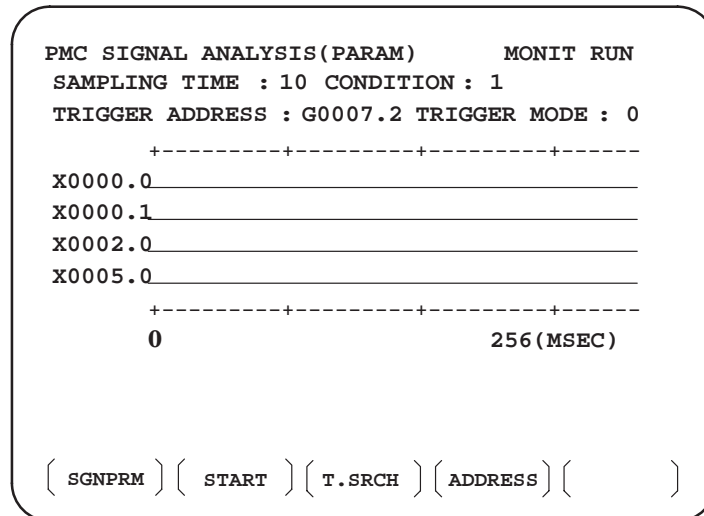 PMC SIGNAL ANALYSIS(PARAM) MONIT RUN
SAMPLING TIME : 10 CONDITION : 1
TRIGGER ADDRESS : G0007.2 TRIGGER MODE : 0
+---------+---------+---------+------
X0000.0
X0000.1
X0002.0
X0005.0
+---------+---------+---------+------
0 256(MSEC)
SGNPRM START T.SRCH ADDRESS